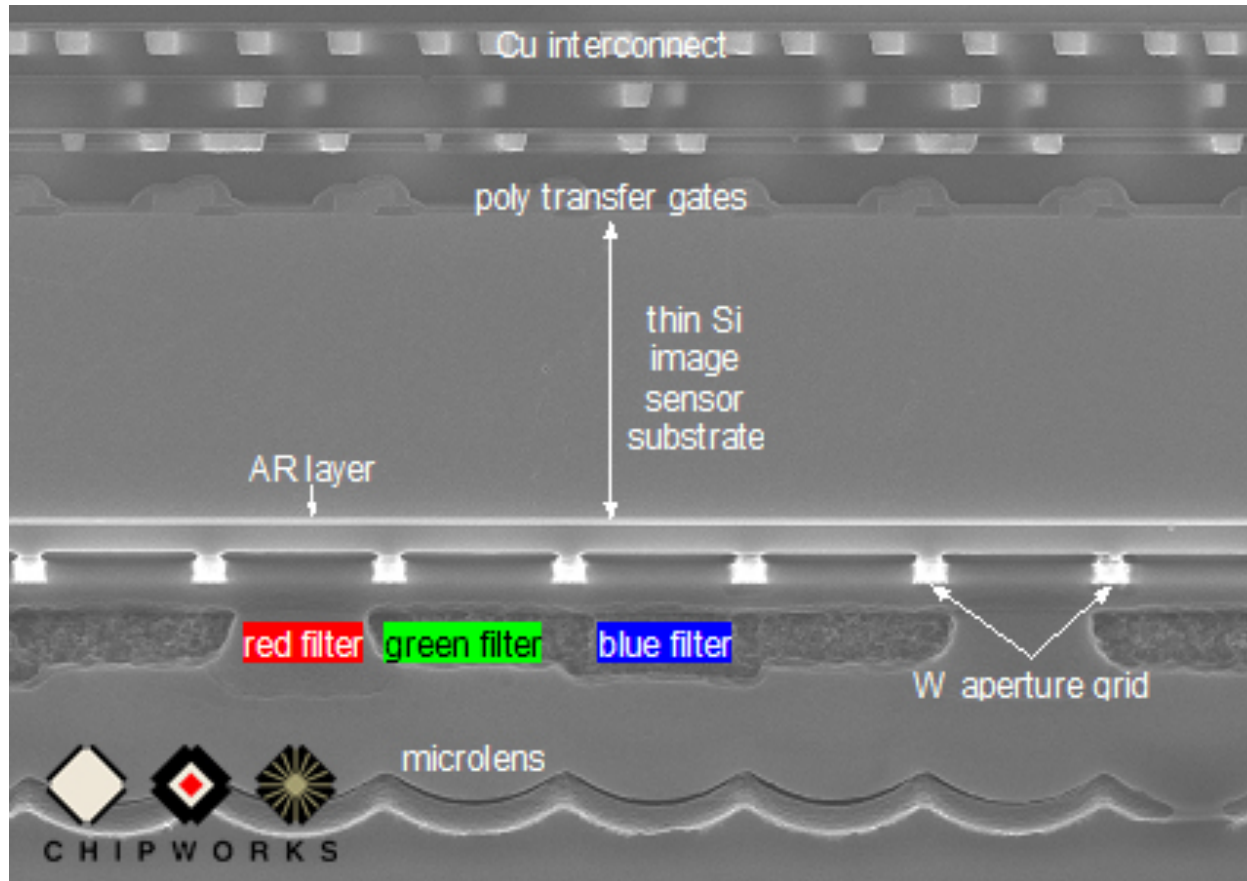 Cu interconnect
poly transfer gates
thin Si
image
sensor
substrate
AR layer
red filter
green filter
blue filter
W aperture grid
microlens
CHIPWORKS